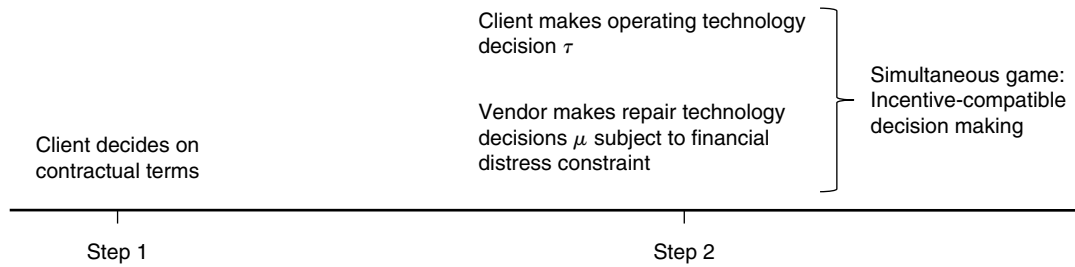 Client makes operating technology
decision τ
Simultaneous game:
Incentive-compatible
decision making
Vendor makes repair technology
decisions μ subject to financial
distress constraint
Client decides on
contractual terms
Step 1
Step 2